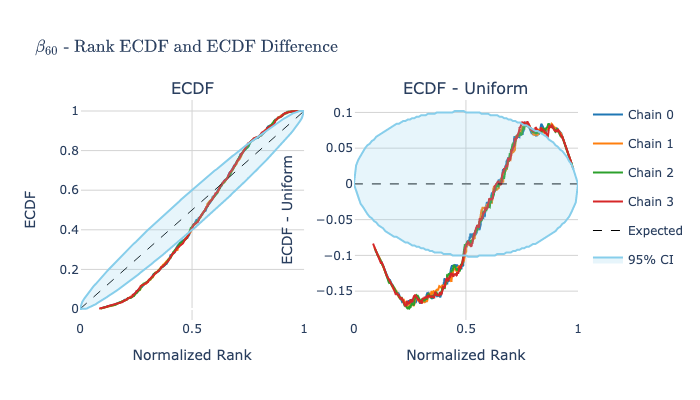 β60 - Rank ECDF and ECDF Difference
ECDF
ECDF
1
0.8
0.6
0.4
0.2
0
0
0.5
1
Normalized Rank
ECDF - Uniform
ECDF - Uniform
0.1
0.05
0
−0.05
−0.1
−0.15
0
0.5
1
Normalized Rank
Chain 0
Chain 1
Chain 2
Chain 3
Expected
95% CI